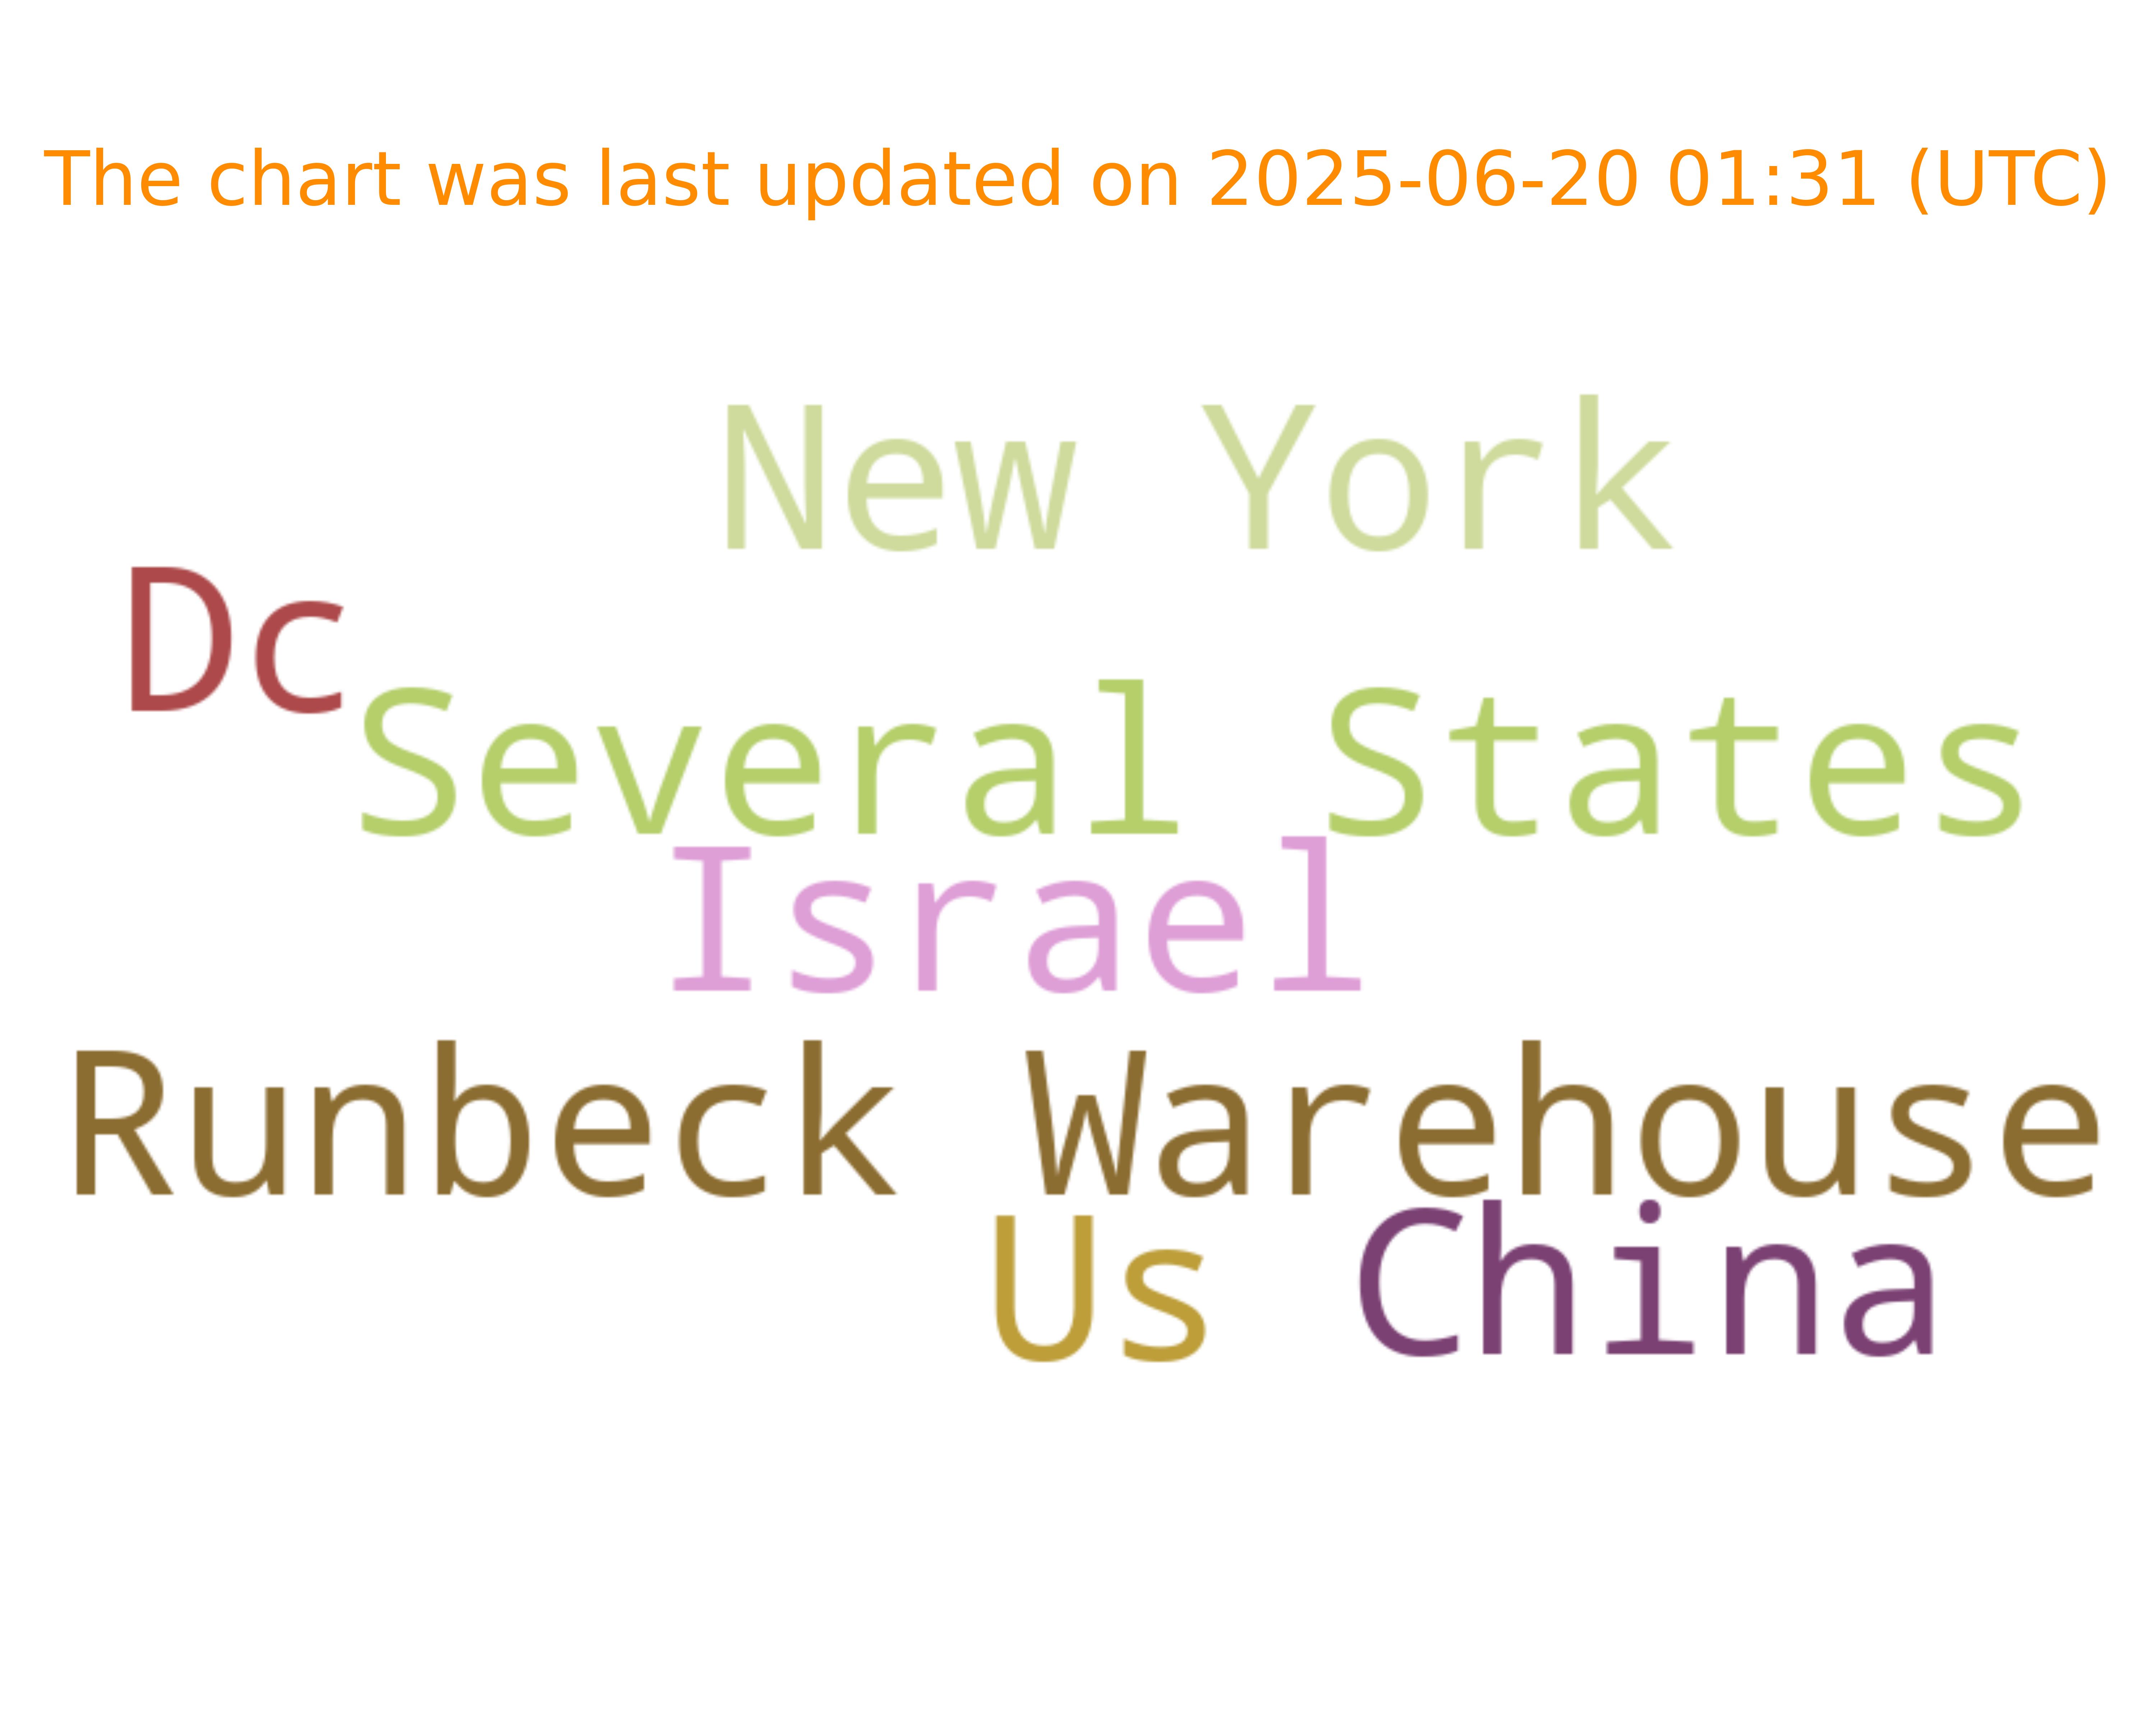 The chart was last updated on 2025-06-20 01:31 (UTC)
New York
Dc
Several States
Israel
Runbeck Warehouse
Us China